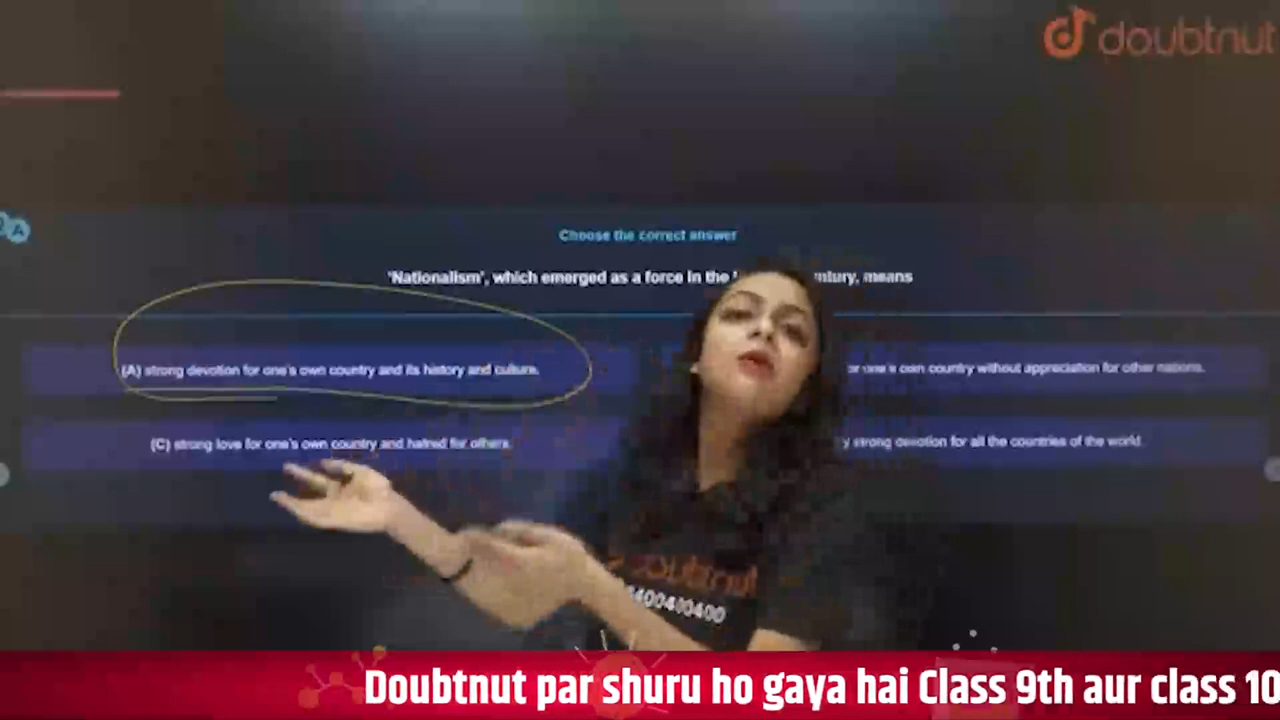 doubtnut
A
Choose the correct answer
'Nationalism', which emerged as a force in the
means
(A) strong devotion for one's own country and its history and culture.
own country without appreciation for other nations.
(C) strong love for one's own country and hatred for others.
strong devotion for all the countries of the world.
doubtnut
400400400
Doubtnut par shuru ho gaya hai Class 9th aur class 10